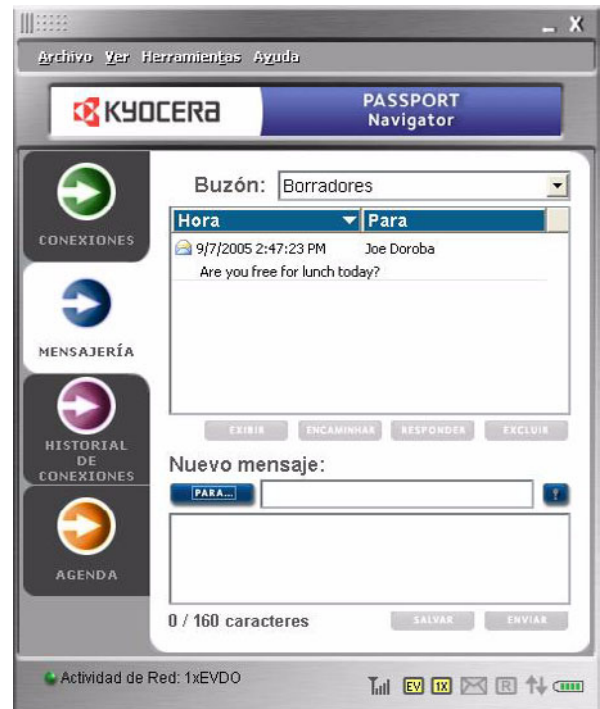 X
Archivo Ver Herramientas Ayuda
KYOCERA
PASSPORT
Navigator
CONEXIONES
MENSAJERÍA
HISTORIAL
DE
CONEXIONES
AGENDA
Buzón: Borradores
Hora Para
9/7/2005 2:47:23 PM Joe Doroba
Are you free for lunch today?
EXIBIR ENCAMINHAR RESPONDER EXCLUIR
Nuevo mensaje:
PARA...
0 / 160 caracteres
SALVAR ENVIAR
Actividad de Red: 1xEVDO
EV 1X R